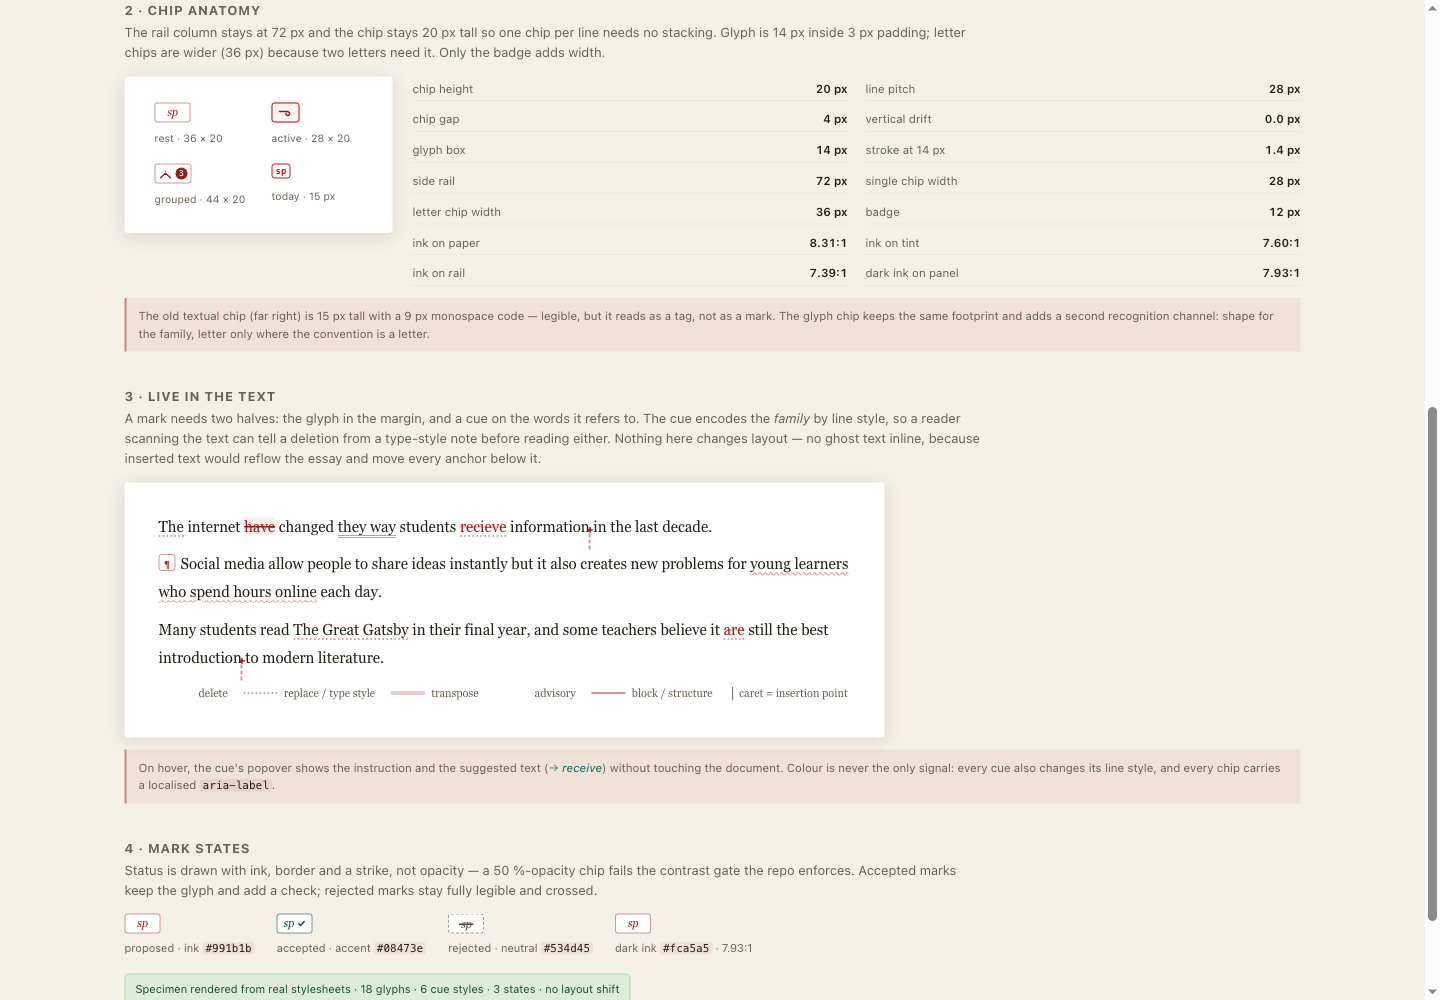 2 · CHIP ANATOMY
The rail column stays at 72 px and the chip stays 20 px tall so one chip per line needs no stacking. Glyph is 14 px inside 3 px padding; letter
chips are wider (36 px) because two letters need it. Only the badge adds width.
sp
rest · 36 × 20
active · 28 × 20
3
grouped · 44 × 20
sp
today · 15 px
chip height 20 px
line pitch 28 px
chip gap 4 px
vertical drift 0.0 px
glyph box 14 px
stroke at 14 px 1.4 px
side rail 72 px
single chip width 28 px
letter chip width 36 px
badge 12 px
ink on paper 8.31:1
ink on tint 7.60:1
ink on rail 7.39:1
dark ink on panel 7.93:1
The old textual chip (far right) is 15 px tall with a 9 px monospace code — legible, but it reads as a tag, not as a mark. The glyph chip keeps the same footprint and adds a second recognition channel: shape for
the family, letter only where the convention is a letter.
3 · LIVE IN THE TEXT
A mark needs two halves: the glyph in the margin, and a cue on the words it refers to. The cue encodes the family by line style, so a reader
scanning the text can tell a deletion from a type-style note before reading either. Nothing here changes layout — no ghost text inline, because
inserted text would reflow the essay and move every anchor below it.
The internet have changed they way students recieve information in the last decade.
¶ Social media allow people to share ideas instantly but it also creates new problems for young learners
who spend hours online each day.
Many students read The Great Gatsby in their final year, and some teachers believe it are still the best
introduction to modern literature.
delete replace / type style transpose advisory block / structure caret = insertion point
On hover, the cue's popover shows the instruction and the suggested text (→ receive) without touching the document. Colour is never the only signal: every cue also changes its line style, and every chip carries
a localised aria-label.
4 · MARK STATES
Status is drawn with ink, border and a strike, not opacity — a 50 %-opacity chip fails the contrast gate the repo enforces. Accepted marks
keep the glyph and add a check; rejected marks stay fully legible and crossed.
sp
proposed · ink #991b1b
sp ✓
accepted · accent #08473e
sp
rejected · neutral #534d45
sp
dark ink #fca5a5 · 7.93:1
Specimen rendered from real stylesheets · 18 glyphs · 6 cue styles · 3 states · no layout shift